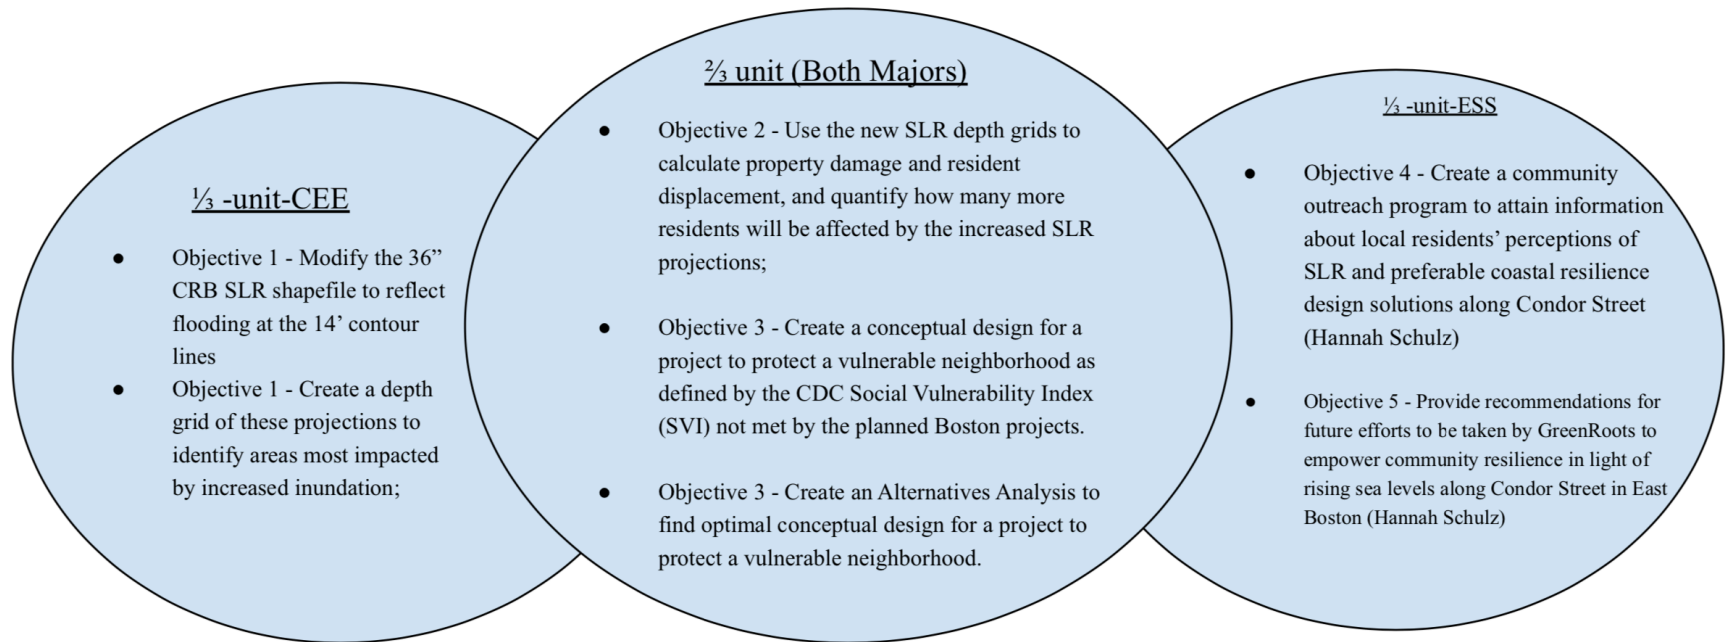 ⅓ -unit-CEE
● Objective 1 - Modify the 36”
CRB SLR shapefile to reflect
flooding at the 14’ contour
lines
● Objective 1 - Create a depth
grid of these projections to
identify areas most impacted
by increased inundation;
⅔ unit (Both Majors)
● Objective 2 - Use the new SLR depth grids to
calculate property damage and resident
displacement, and quantify how many more
residents will be affected by the increased SLR
projections;
● Objective 3 - Create a conceptual design for a
project to protect a vulnerable neighborhood as
defined by the CDC Social Vulnerability Index
(SVI) not met by the planned Boston projects.
● Objective 3 - Create an Alternatives Analysis to
find optimal conceptual design for a project to
protect a vulnerable neighborhood.
⅓ -unit-ESS
● Objective 4 - Create a community
outreach program to attain information
about local residents’ perceptions of
SLR and preferable coastal resilience
design solutions along Condor Street
(Hannah Schulz)
● Objective 5 - Provide recommendations for
future efforts to be taken by GreenRoots to
empower community resilience in light of
rising sea levels along Condor Street in East
Boston (Hannah Schulz)